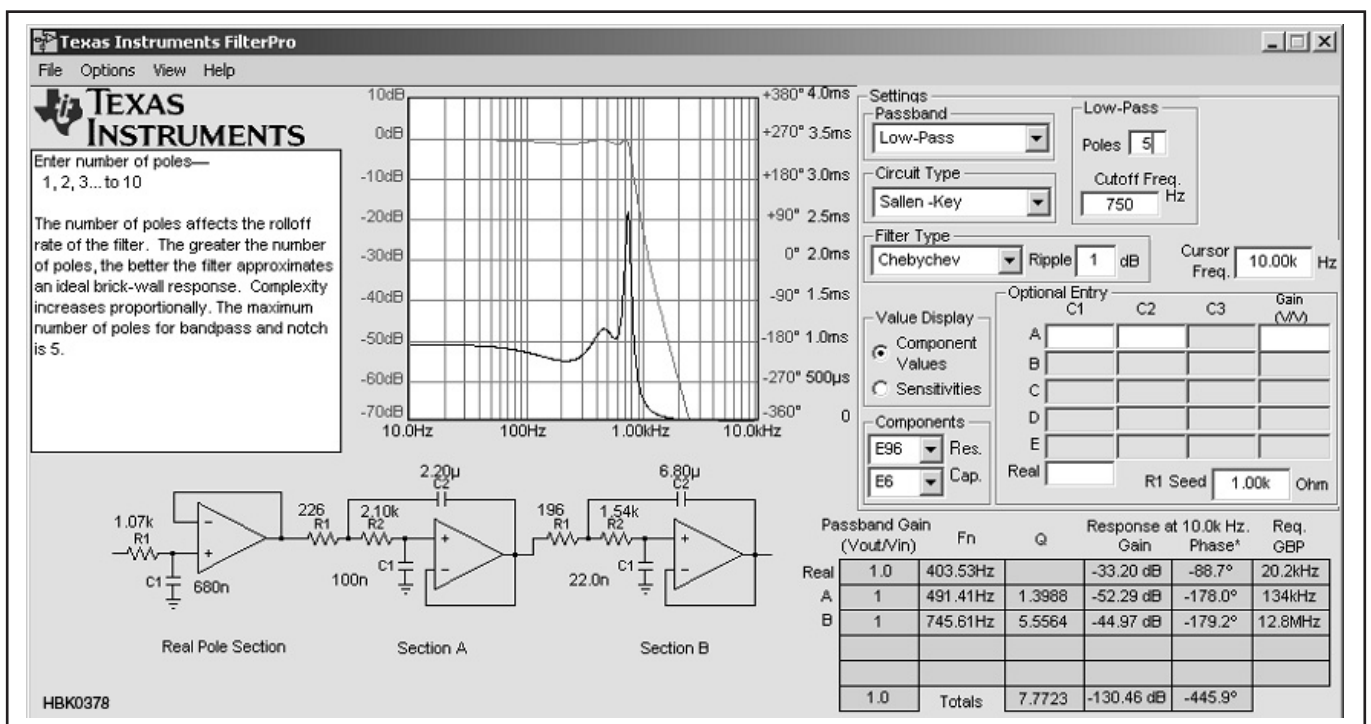 Texas Instruments FilterPro
File Options View Help
TEXAS
INSTRUMENTS
Enter number of poles—
1, 2, 3... to 10
The number of poles affects the rolloff
rate of the filter. The greater the number
of poles, the better the filter approximates
an ideal brick-wall response. Complexity
increases proportionally. The maximum
number of poles for bandpass and notch
is 5.
10dB +380° 4.0ms
0dB +270° 3.5ms
-10dB +180° 3.0ms
-20dB +90° 2.5ms
-30dB 0° 2.0ms
-40dB -90° 1.5ms
-50dB -180° 1.0ms
-60dB -270° 500µs
-70dB -360° 0
10.0Hz 100Hz 1.00kHz 10.0kHz
Settings
Passband
Low-Pass
Low-Pass
Poles 5
Circuit Type
Sallen -Key
Cutoff Freq.
750 Hz
Filter Type
Chebychev Ripple 1 dB
Cursor Freq. 10.00k Hz
Value Display
Component
Values
Sensitivities
Components
E96 Res.
E6 Cap.
Optional Entry
C1 C2 C3 Gain (V/V)
A
B
C
D
E
Real
R1 Seed 1.00k Ohm
1.07k
R1
C1
680n
Real Pole Section
2.20µ
C2
226 2.10k
R1 R2
C1
100n
Section A
6.80µ
C2
196 1.54k
R1 R2
C1
22.0n
Section B
Passband Gain (Vout/Vin) Fn Q Response at 10.0k Hz. Gain Phase* Req. GBP
Real 1.0 403.53Hz -33.20 dB -88.7° 20.2kHz
A 1 491.41Hz 1.3988 -52.29 dB -178.0° 134kHz
B 1 745.61Hz 5.5564 -44.97 dB -179.2° 12.8MHz
1.0 Totals 7.7723 -130.46 dB -445.9°
HBK0378